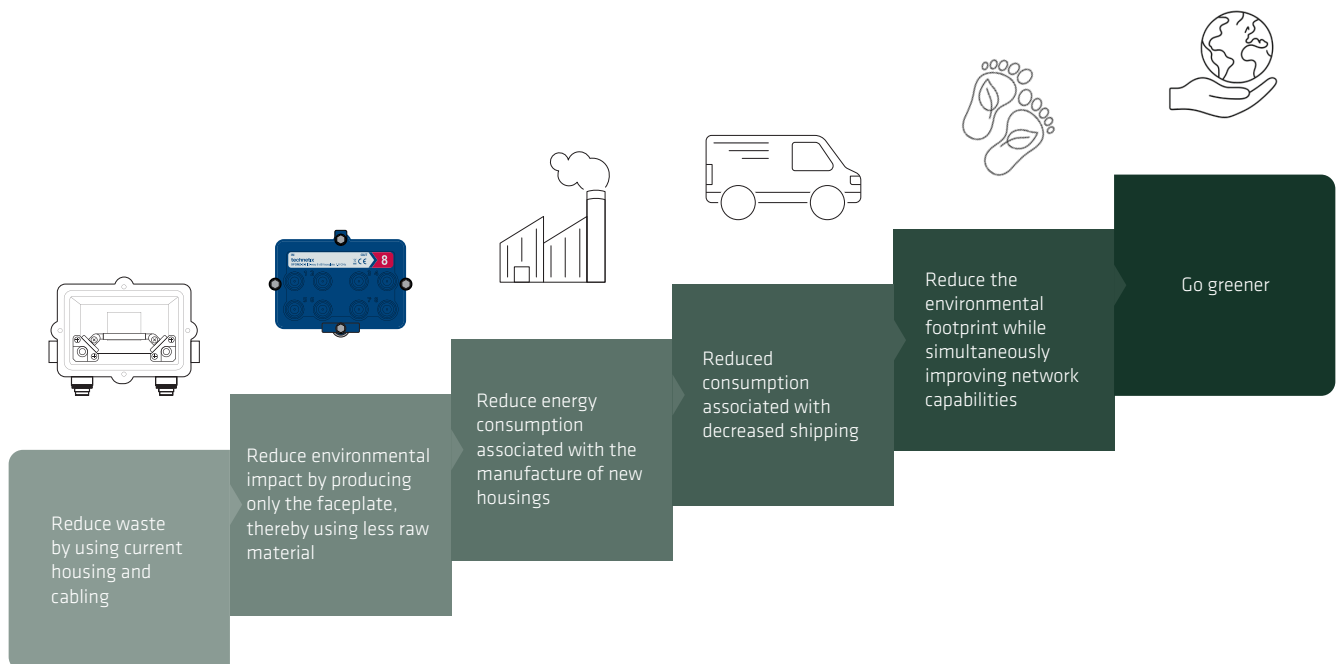 technetix
8
Reduce waste
by using current
housing and
cabling
Reduce environmental
impact by producing
only the faceplate,
thereby using less raw
material
Reduce energy
consumption
associated with the
manufacture of new
housings
Reduced
consumption
associated with
decreased shipping
Reduce the
environmental
footprint while
simultaneously
improving network
capabilities
Go greener